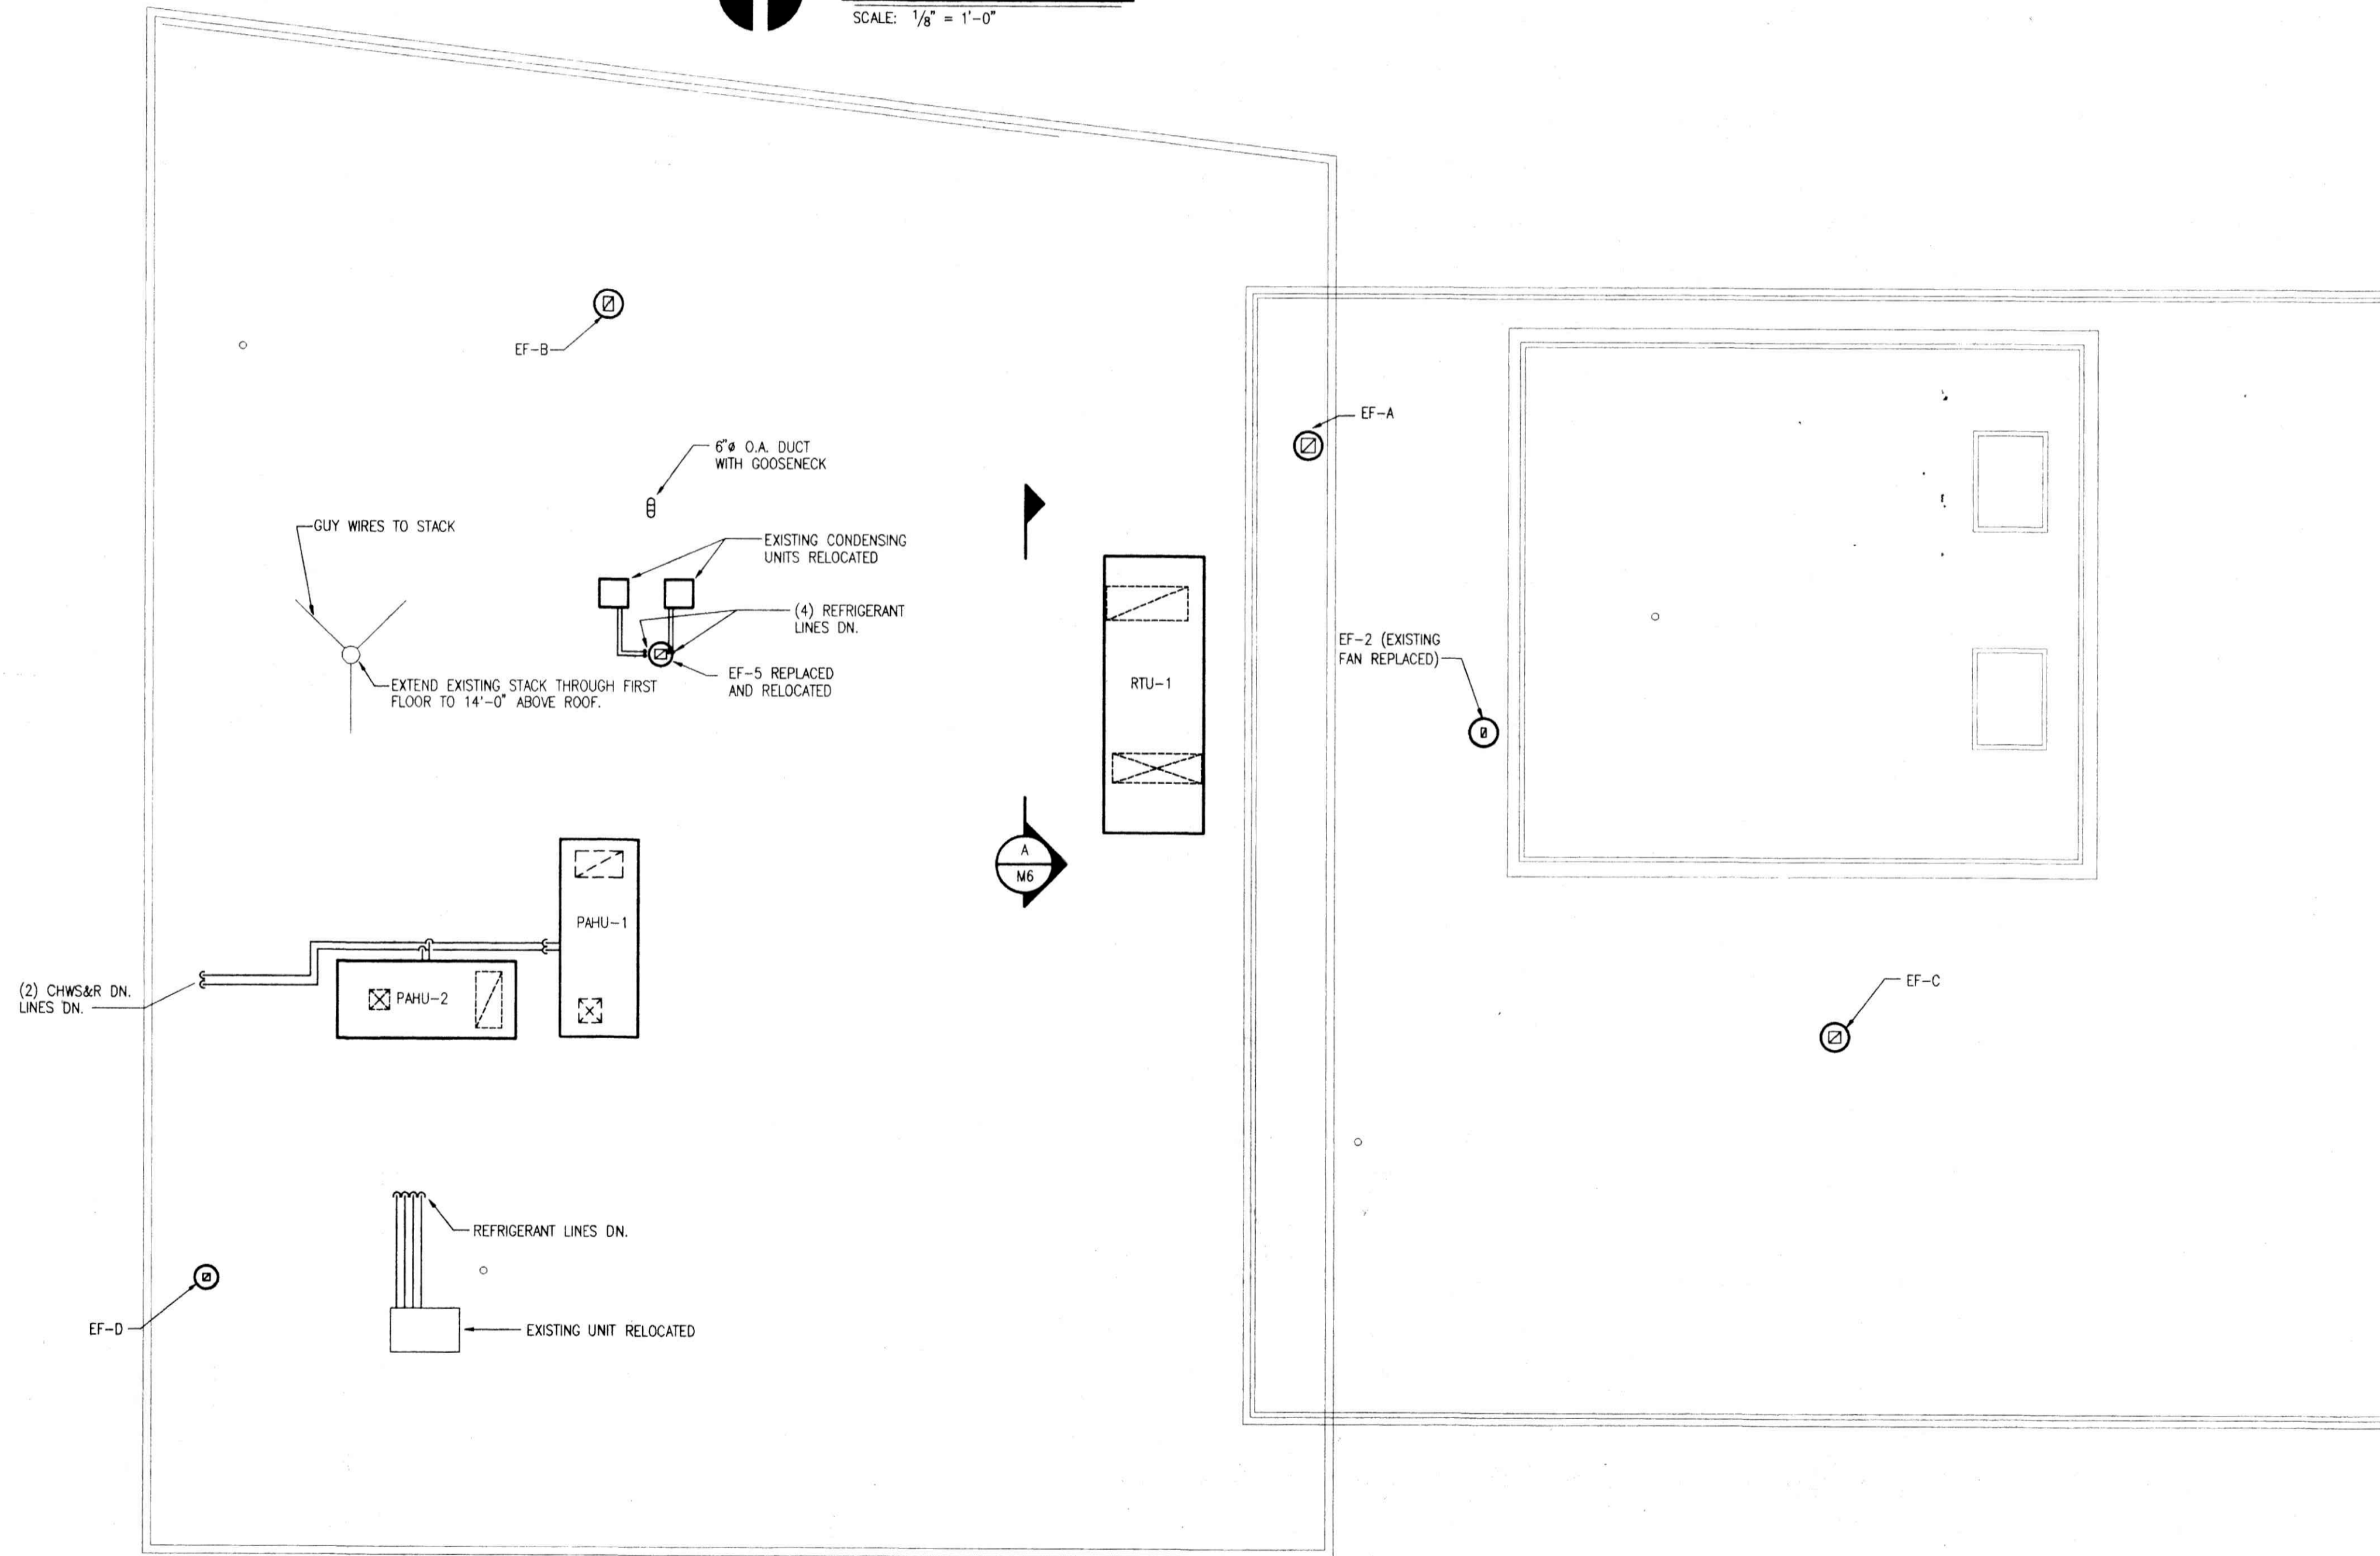 SCALE: 1/8" = 1'-0"
EF-B
EF-A
6"ø O.A. DUCT
WITH GOOSENECK
GUY WIRES TO STACK
EXISTING CONDENSING
UNITS RELOCATED
(4) REFRIGERANT
LINES DN.
EF-2 (EXISTING
FAN REPLACED)
EF-5 REPLACED
AND RELOCATED
EXTEND EXISTING STACK THROUGH FIRST
FLOOR TO 14'-0" ABOVE ROOF.
RTU-1
A
M6
PAHU-1
(2) CHWS&R DN.
LINES DN.
PAHU-2
EF-C
REFRIGERANT LINES DN.
EF-D
EXISTING UNIT RELOCATED